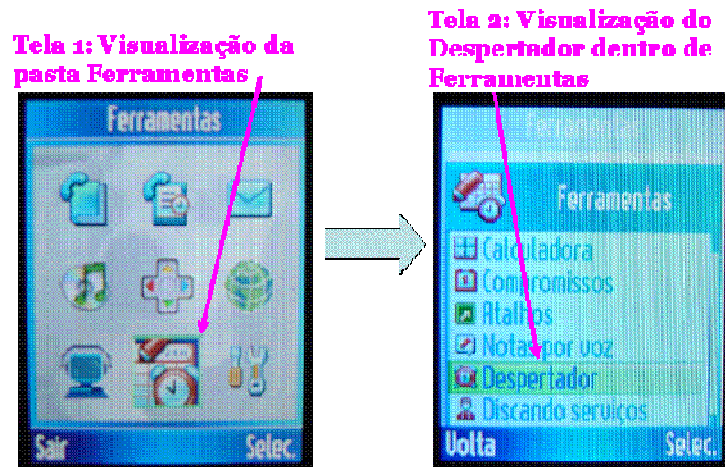 Tela 1: Visualização da
pasta Ferramentas
Tela 2: Visualização do
Despertador dentro de
Ferramentas
Ferramentas
Sair
Selec.
Ferramentas
Ferramentas
Calculadora
Compromissos
Atalhos
Notas por voz
Despertador
Discando serviços
Volta
Selec.